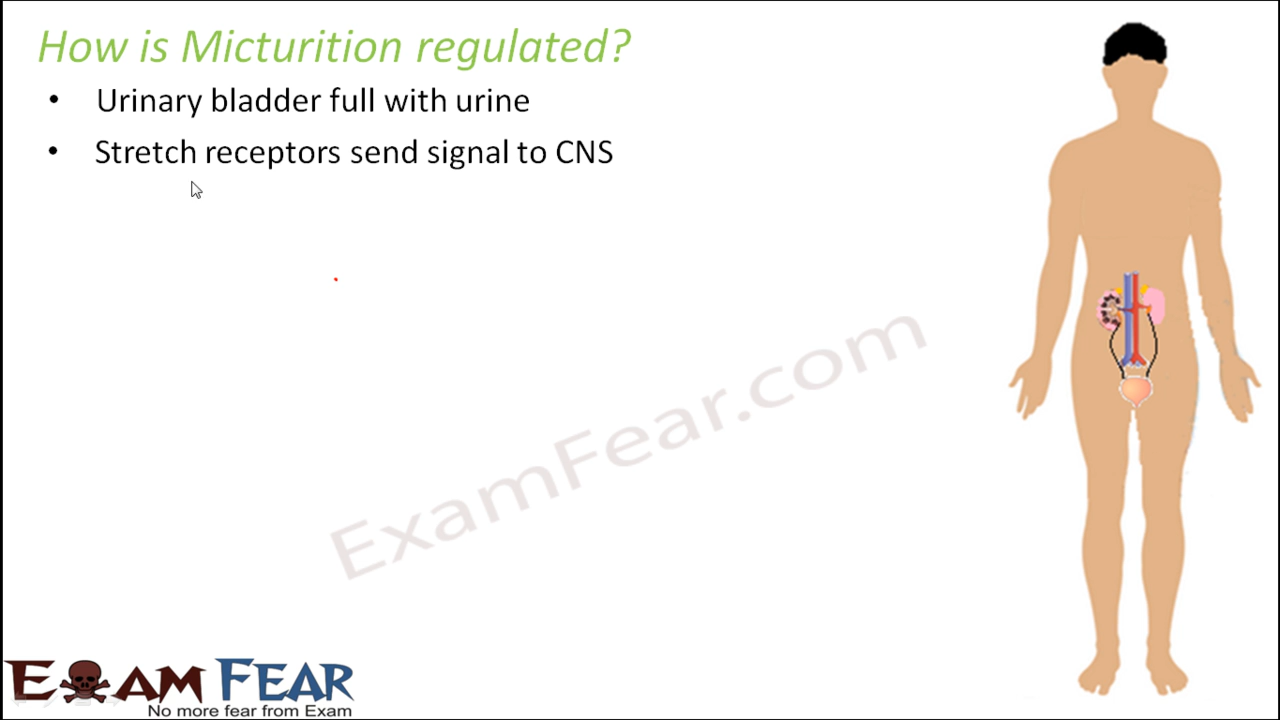 How is Micturition regulated?
• Urinary bladder full with urine
• Stretch receptors send signal to CNS
ExamFear.com
EXAM FEAR
No more fear from Exam